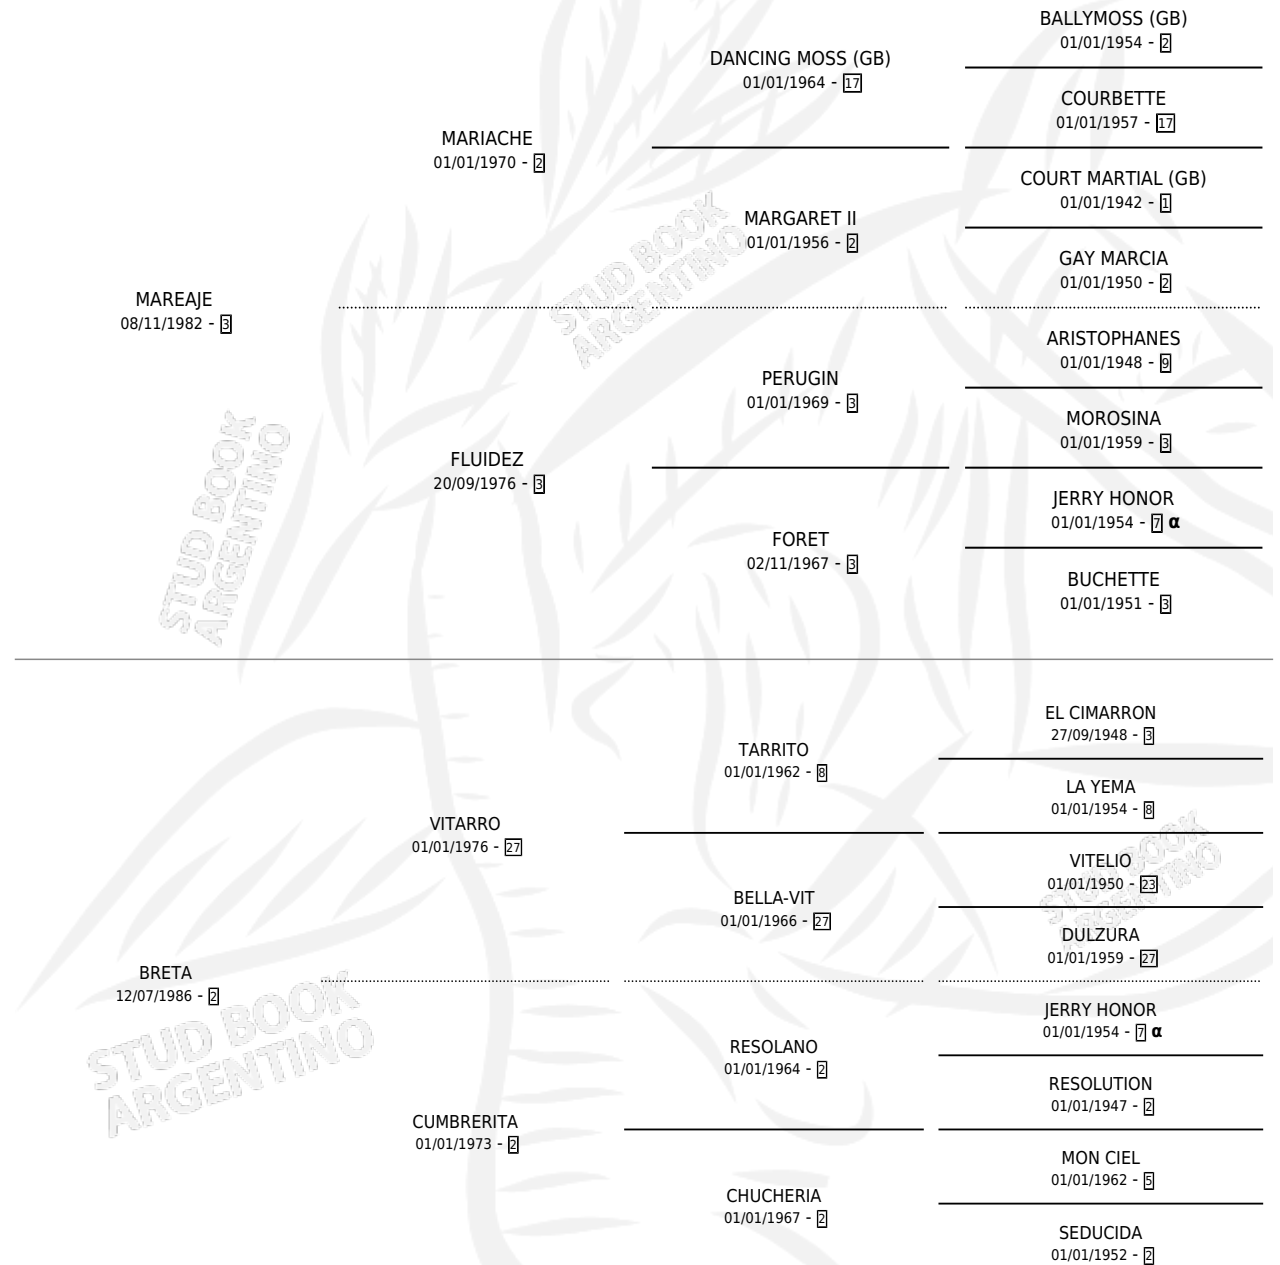 BALLYMOSS (GB)
01/01/1954 - 2
DANCING MOSS (GB)
01/01/1964 - 17
COURBETTE
01/01/1957 - 17
MARIACHE
01/01/1970 - 2
COURT MARTIAL (GB)
01/01/1942 - 1
MARGARET II
01/01/1956 - 2
GAY MARCIA
01/01/1950 - 2
MAREAJE
08/11/1982 - 3
ARISTOPHANES
01/01/1948 - 9
PERUGIN
01/01/1969 - 3
MOROSINA
01/01/1959 - 3
FLUIDEZ
20/09/1976 - 3
JERRY HONOR
01/01/1954 - 7 α
FORET
02/11/1967 - 3
BUCHETTE
01/01/1951 - 3
EL CIMARRON
27/09/1948 - 3
TARRITO
01/01/1962 - 8
LA YEMA
01/01/1954 - 8
VITARRO
01/01/1976 - 27
VITELIO
01/01/1950 - 23
BELLA-VIT
01/01/1966 - 27
DULZURA
01/01/1959 - 27
BRETA
12/07/1986 - 2
JERRY HONOR
01/01/1954 - 7 α
RESOLANO
01/01/1964 - 2
RESOLUTION
01/01/1947 - 2
CUMBRERITA
01/01/1973 - 2
MON CIEL
01/01/1962 - 5
CHUCHERIA
01/01/1967 - 2
SEDUCIDA
01/01/1952 - 2
STUD BOOK
ARGENTINO
STUD BOOK
ARGENTINO
STUD BOOK
ARGENTINO
STUD BOOK
ARGENTINO